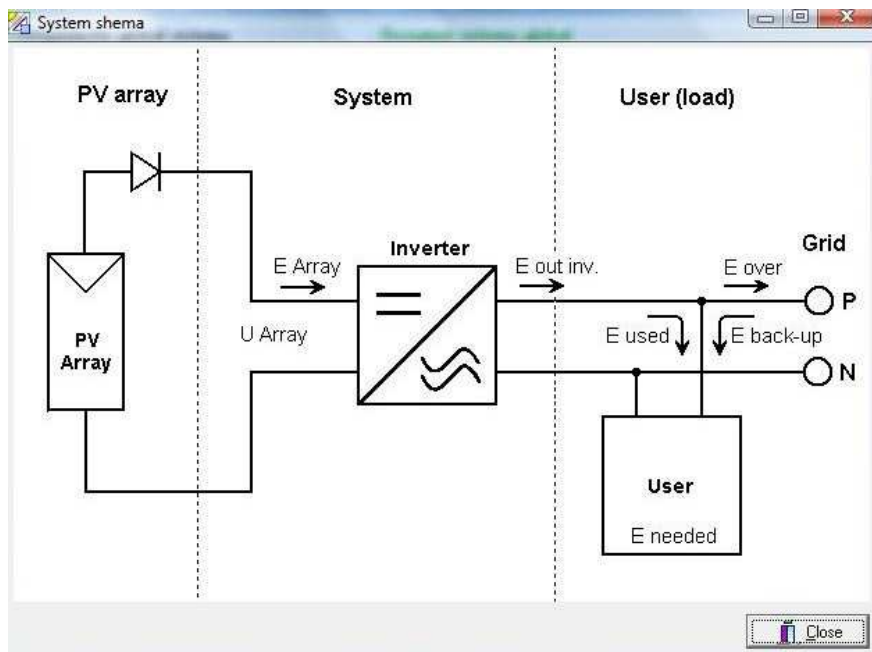 System shema
PV array
System
User (load)
Grid
Inverter
E Array
E out inv.
E over
P
U Array
E used
E back-up
PV
Array
N
User
E needed
Close